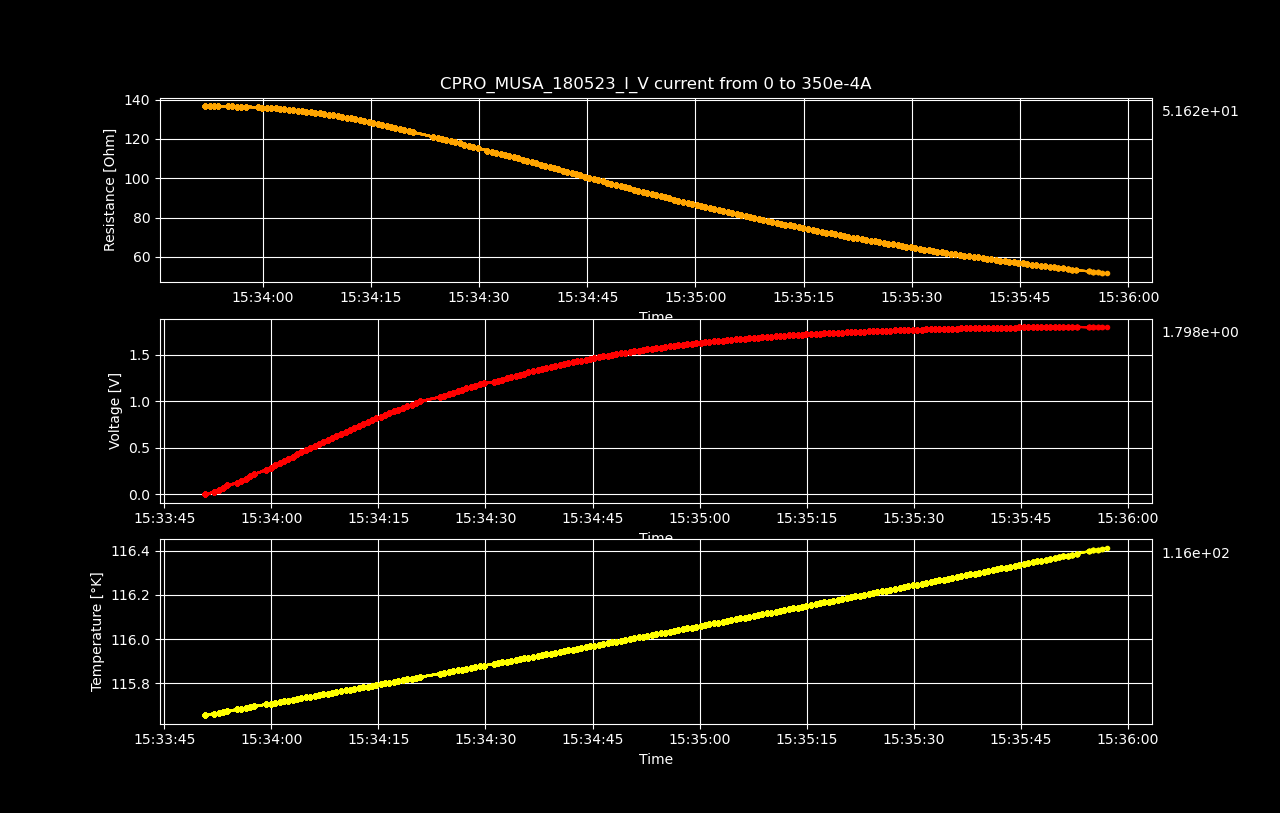 CPRO_MUSA_180523_I_V current from 0 to 350e-4A
140
120
100
80
60
Resistance [Ohm]
5.162e+01
15:34:00 15:34:15 15:34:30 15:34:45 15:35:00 15:35:15 15:35:30 15:35:45 15:36:00
Time
1.5
1.0
0.5
0.0
Voltage [V]
1.798e+00
15:33:45 15:34:00 15:34:15 15:34:30 15:34:45 15:35:00 15:35:15 15:35:30 15:35:45 15:36:00
Time
116.4
116.2
116.0
115.8
Temperature [°K]
1.16e+02
15:33:45 15:34:00 15:34:15 15:34:30 15:34:45 15:35:00 15:35:15 15:35:30 15:35:45 15:36:00
Time